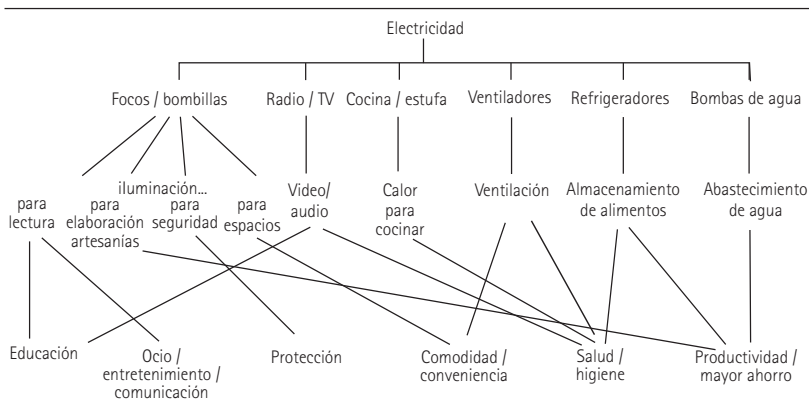 Electricidad
Focos / bombillas
Radio / TV
Cocina / estufa
Ventiladores
Refrigeradores
Bombas de agua
iluminación...
para
lectura
para
elaboración
artesanías
para
seguridad
para
espacios
Video/
audio
Calor
para
cocinar
Ventilación
Almacenamiento
de alimentos
Abastecimiento
de agua
Educación
Ocio /
entretenimiento /
comunicación
Protección
Comodidad /
conveniencia
Salud /
higiene
Productividad /
mayor ahorro